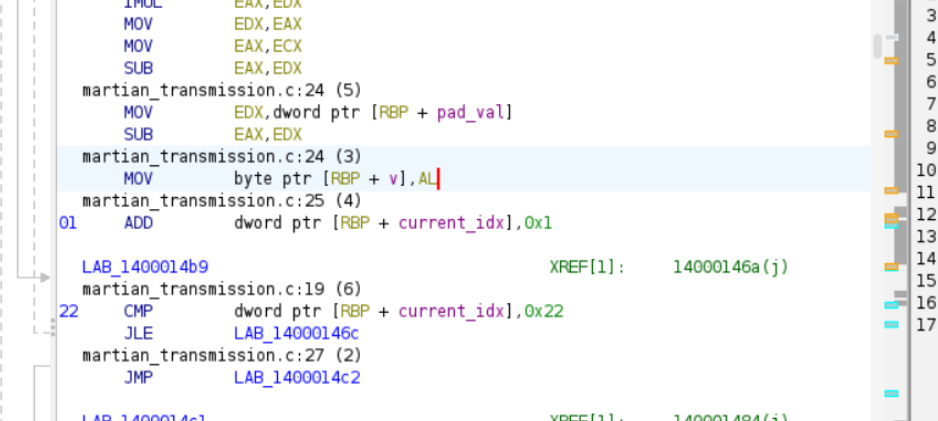 IMUL EAX,EDX
MOV EDX,EAX
MOV EAX,ECX
SUB EAX,EDX
martian_transmission.c:24 (5)
MOV EDX,dword ptr [RBP + pad_val]
SUB EAX,EDX
martian_transmission.c:24 (3)
MOV byte ptr [RBP + v],AL
martian_transmission.c:25 (4)
01 ADD dword ptr [RBP + current_idx],0x1
LAB_1400014b9 XREF[1]: 14000146a(j)
martian_transmission.c:19 (6)
22 CMP dword ptr [RBP + current_idx],0x22
JLE LAB_14000146c
martian_transmission.c:27 (2)
JMP LAB_1400014c2
LAB_1400014c1 XREF[1]: 140001484(j)
3
4
5
6
7
8
9
10
11
12
13
14
15
16
17